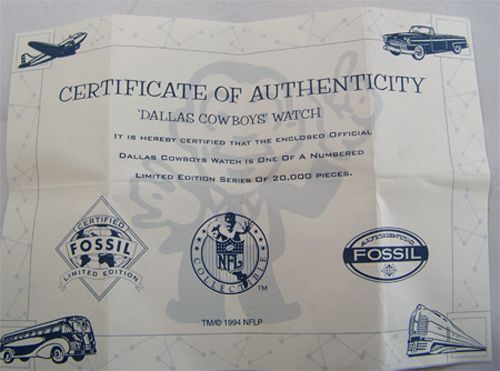 CERTIFICATE OF AUTHENTICITY
'DALLAS COWBOYS' WATCH
IT IS HEREBY CERTIFIED THAT THE ENCLOSED OFFICIAL
DALLAS COWBOYS WATCH IS ONE OF A NUMBERED
LIMITED EDITION SERIES OF 20,000 PIECES.
CERTIFIED
FOSSIL
LIMITED EDITION
NFL
COLLECTIBLE
TM
AUTHENTIC
FOSSIL
TM/© 1994 NFLP